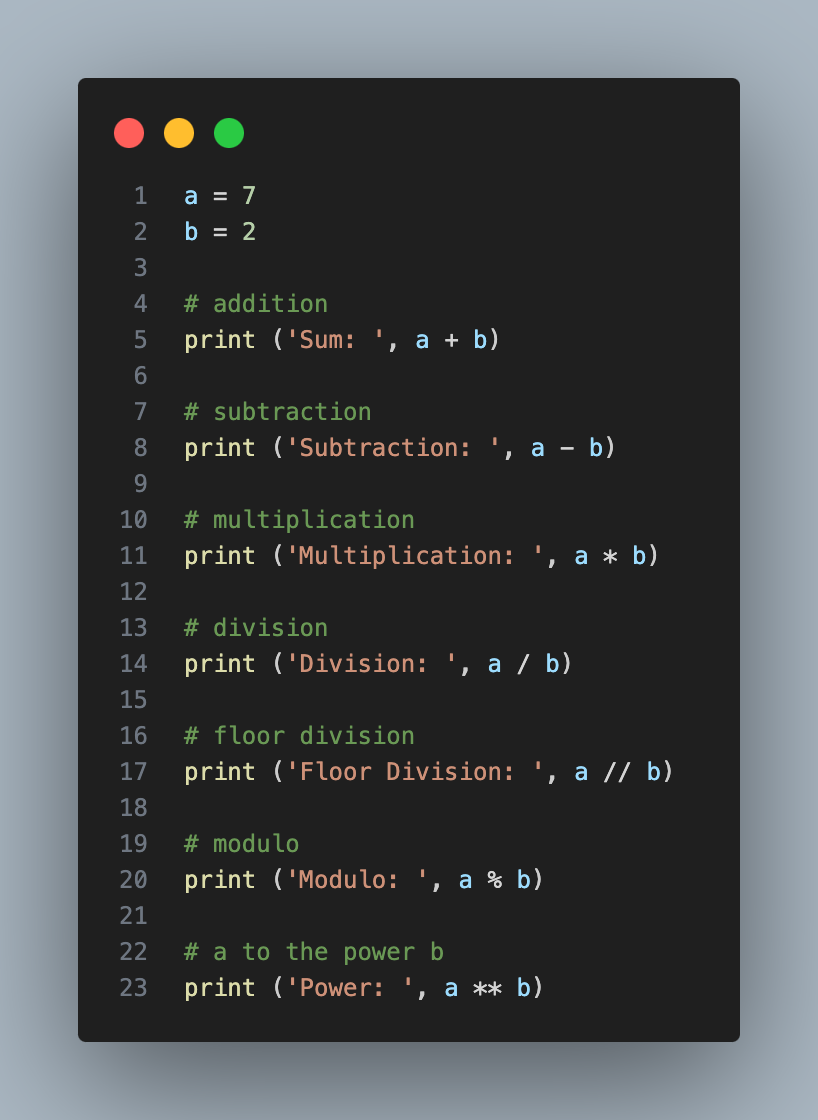 1 a = 7
2 b = 2
3
4 # addition
5 print ('Sum: ', a + b)
6
7 # subtraction
8 print ('Subtraction: ', a - b)
9
10 # multiplication
11 print ('Multiplication: ', a * b)
12
13 # division
14 print ('Division: ', a / b)
15
16 # floor division
17 print ('Floor Division: ', a // b)
18
19 # modulo
20 print ('Modulo: ', a % b)
21
22 # a to the power b
23 print ('Power: ', a ** b)